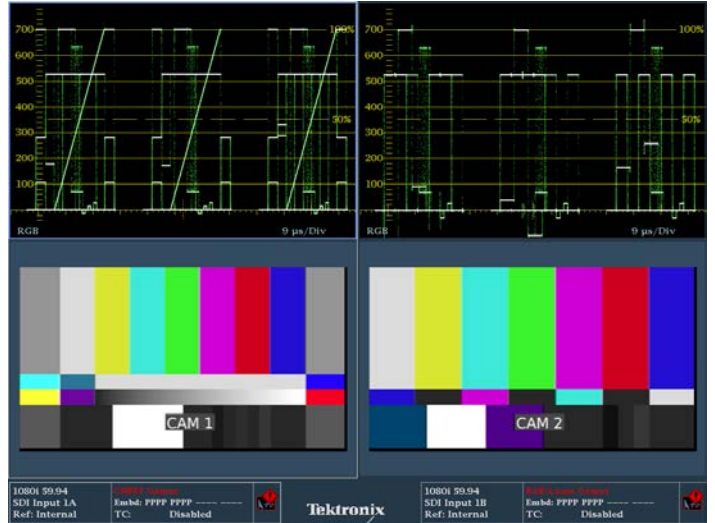 700
600
500
400
300
200
100
100%
50%
RGB
9 µs/Div
700
600
500
400
300
200
100
100%
50%
RGB
9 µs/Div
CAM 1
CAM 2
1080i 59.94
SDI Input 1A
Embd: PPPP PPPP ---- ----
Ref: Internal
TC: Disabled
Tektronix
1080i 59.94
SDI Input 1B
Embd: PPPP PPPP ---- ----
Ref: Internal
TC: Disabled